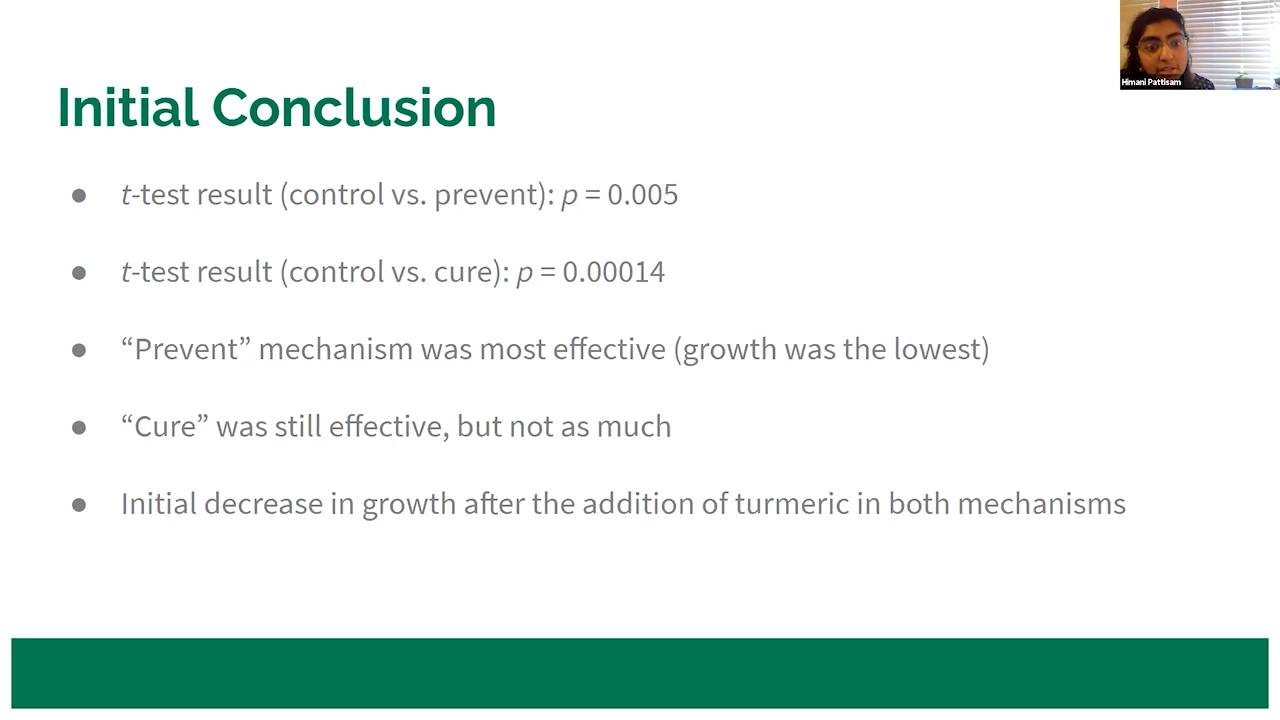 Himani Pattisam
Initial Conclusion
● t-test result (control vs. prevent): p = 0.005
● t-test result (control vs. cure): p = 0.00014
● “Prevent” mechanism was most effective (growth was the lowest)
● “Cure” was still effective, but not as much
● Initial decrease in growth after the addition of turmeric in both mechanisms